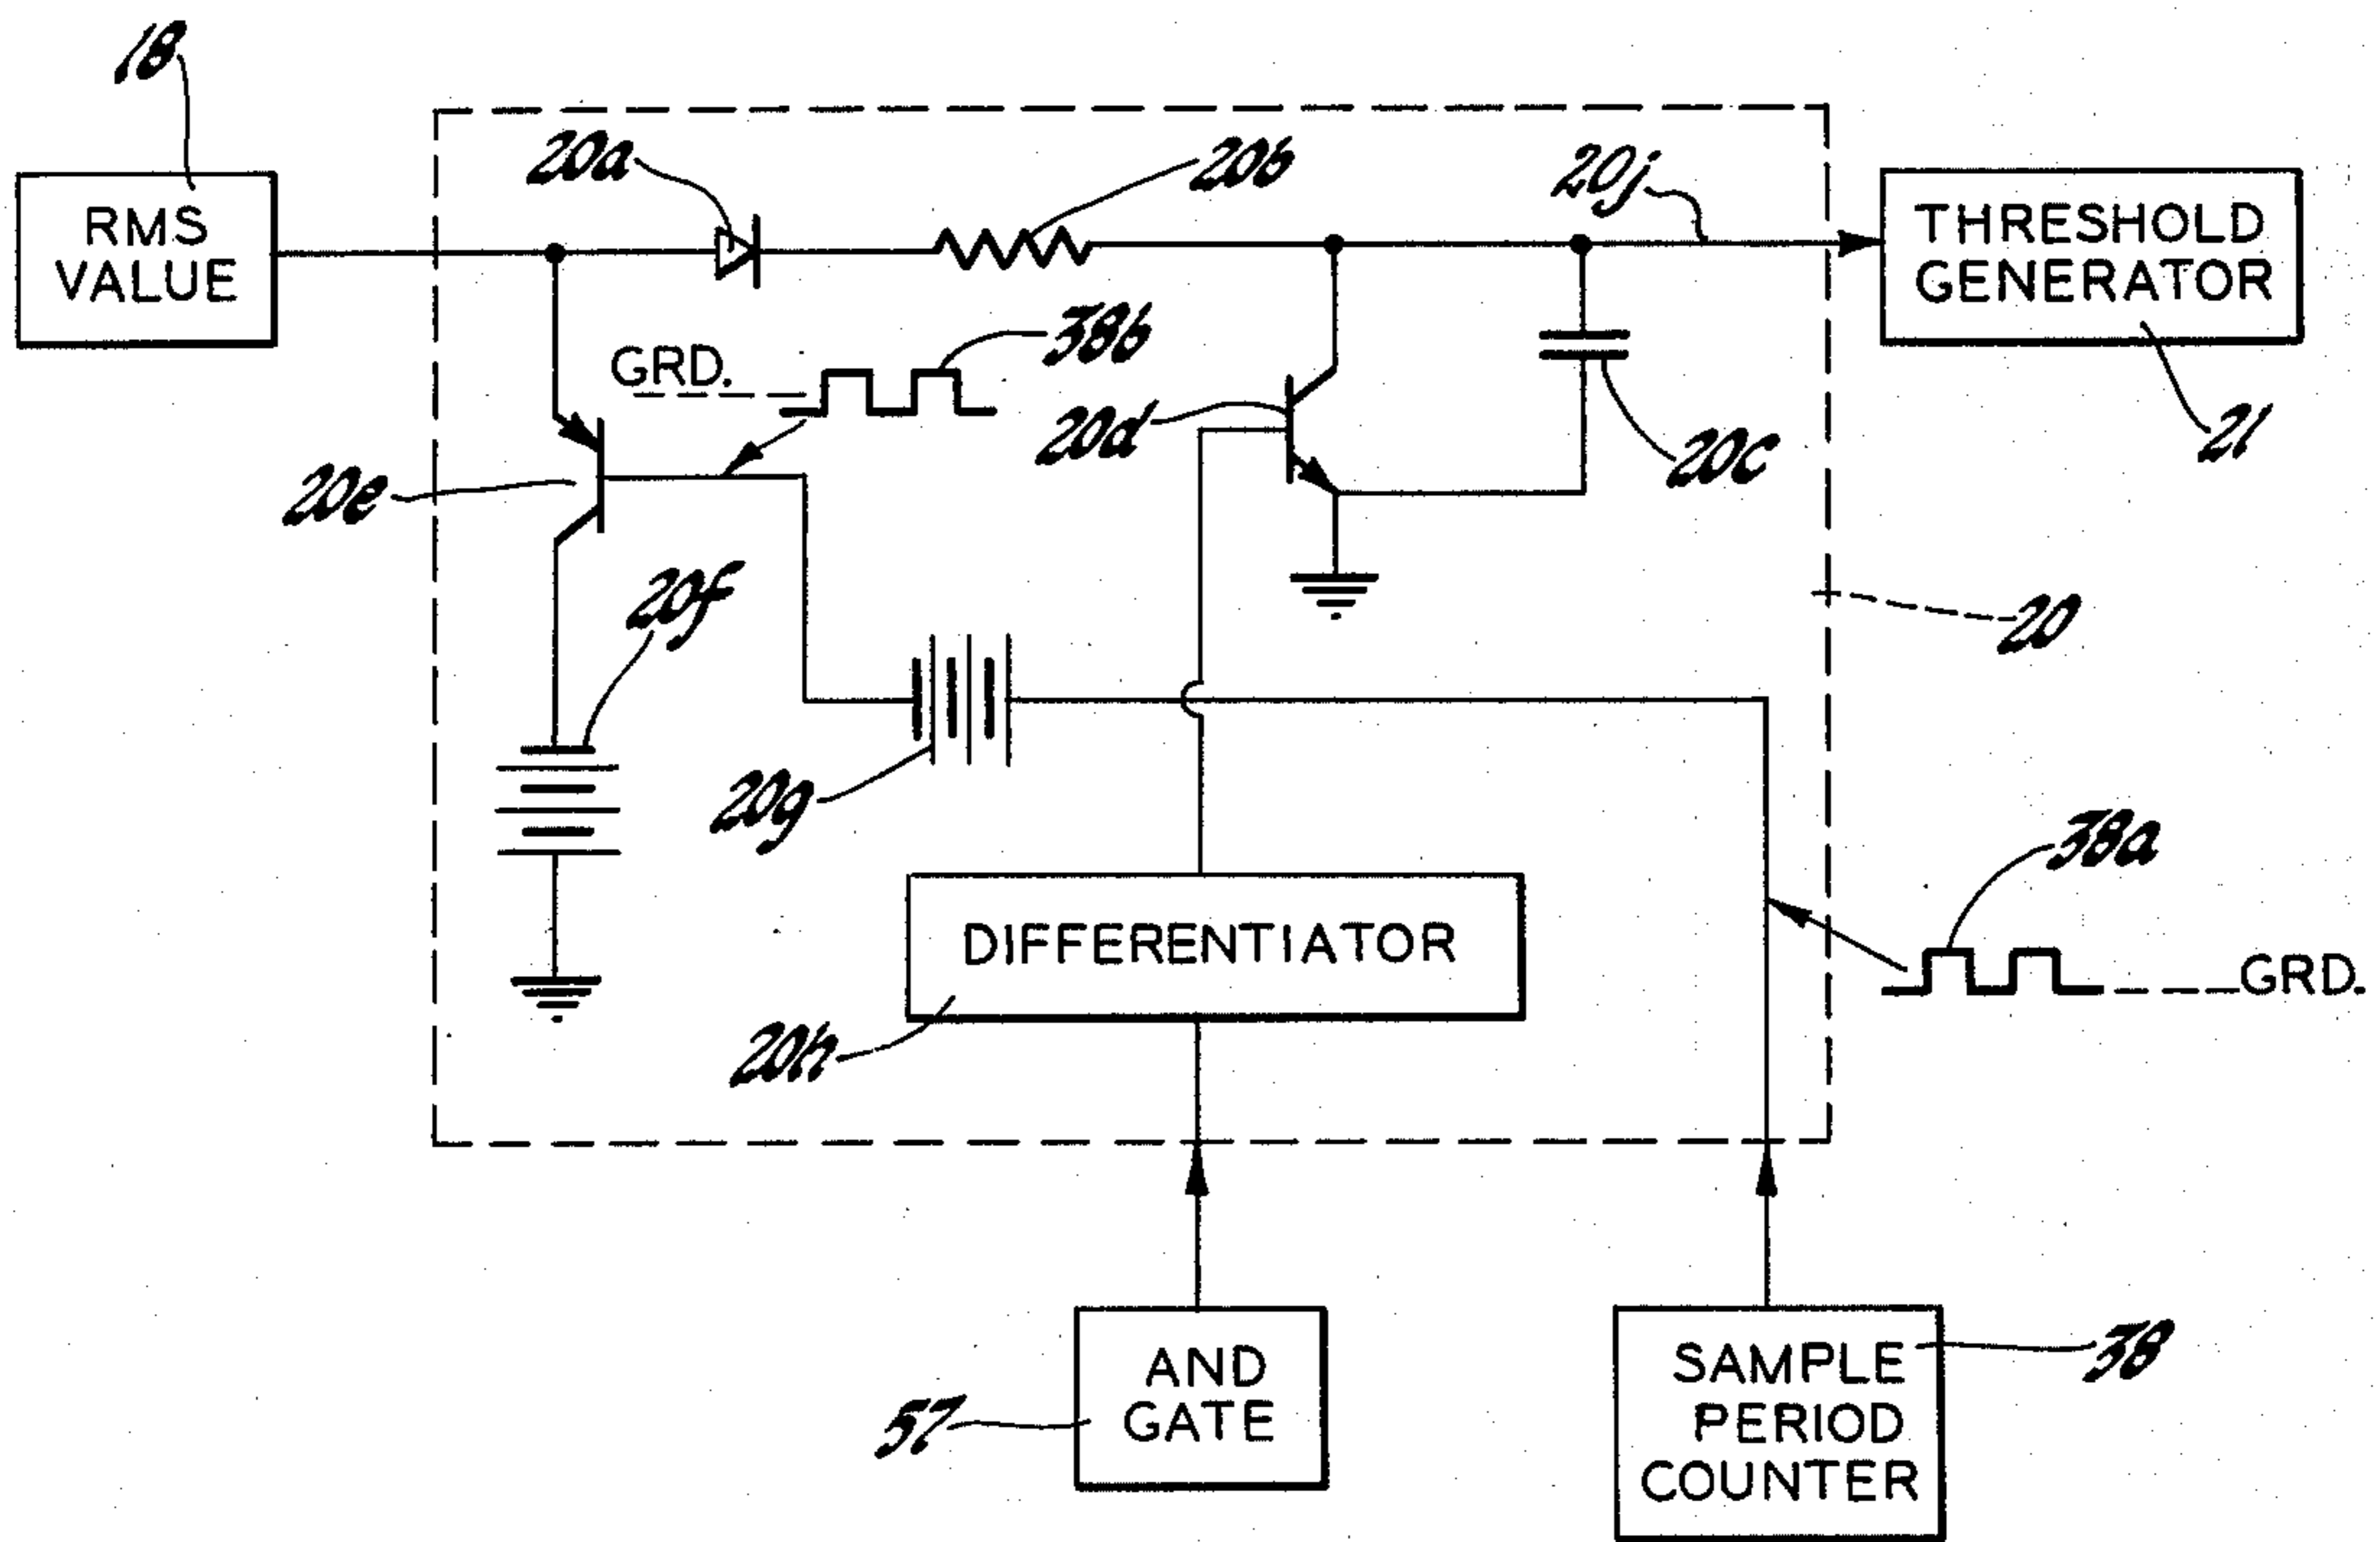 18
RMS
VALUE
20a
20b
20j
THRESHOLD
GENERATOR
21
GRD.
38b
20d
20c
20e
20f
20
20g
38a
GRD.
DIFFERENTIATOR
20h
AND
GATE
57
SAMPLE
PERIOD
COUNTER
38